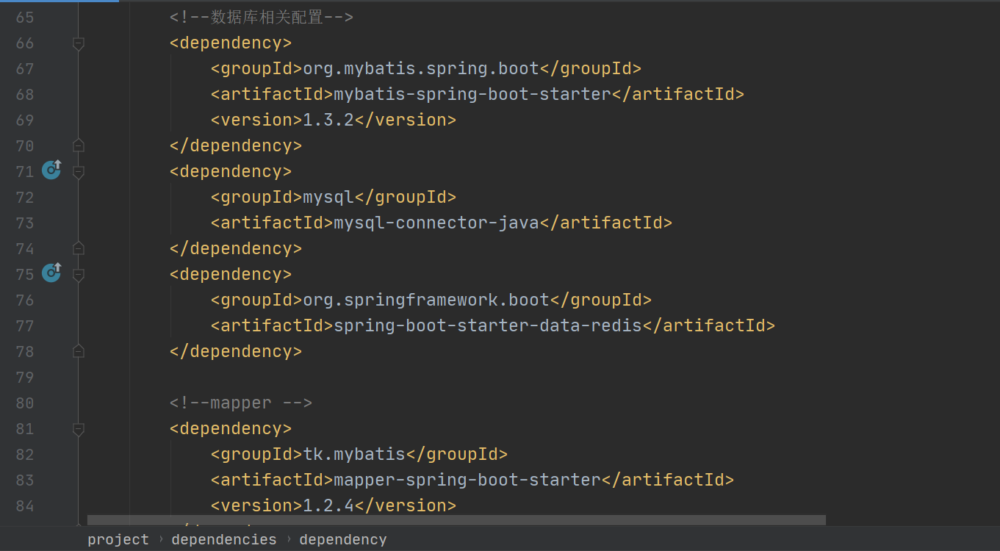 65 <!--数据库相关配置-->
66 <dependency>
67 <groupId>org.mybatis.spring.boot</groupId>
68 <artifactId>mybatis-spring-boot-starter</artifactId>
69 <version>1.3.2</version>
70 </dependency>
71 <dependency>
72 <groupId>mysql</groupId>
73 <artifactId>mysql-connector-java</artifactId>
74 </dependency>
75 <dependency>
76 <groupId>org.springframework.boot</groupId>
77 <artifactId>spring-boot-starter-data-redis</artifactId>
78 </dependency>
79
80 <!--mapper -->
81 <dependency>
82 <groupId>tk.mybatis</groupId>
83 <artifactId>mapper-spring-boot-starter</artifactId>
84 <version>1.2.4</version>
project › dependencies › dependency